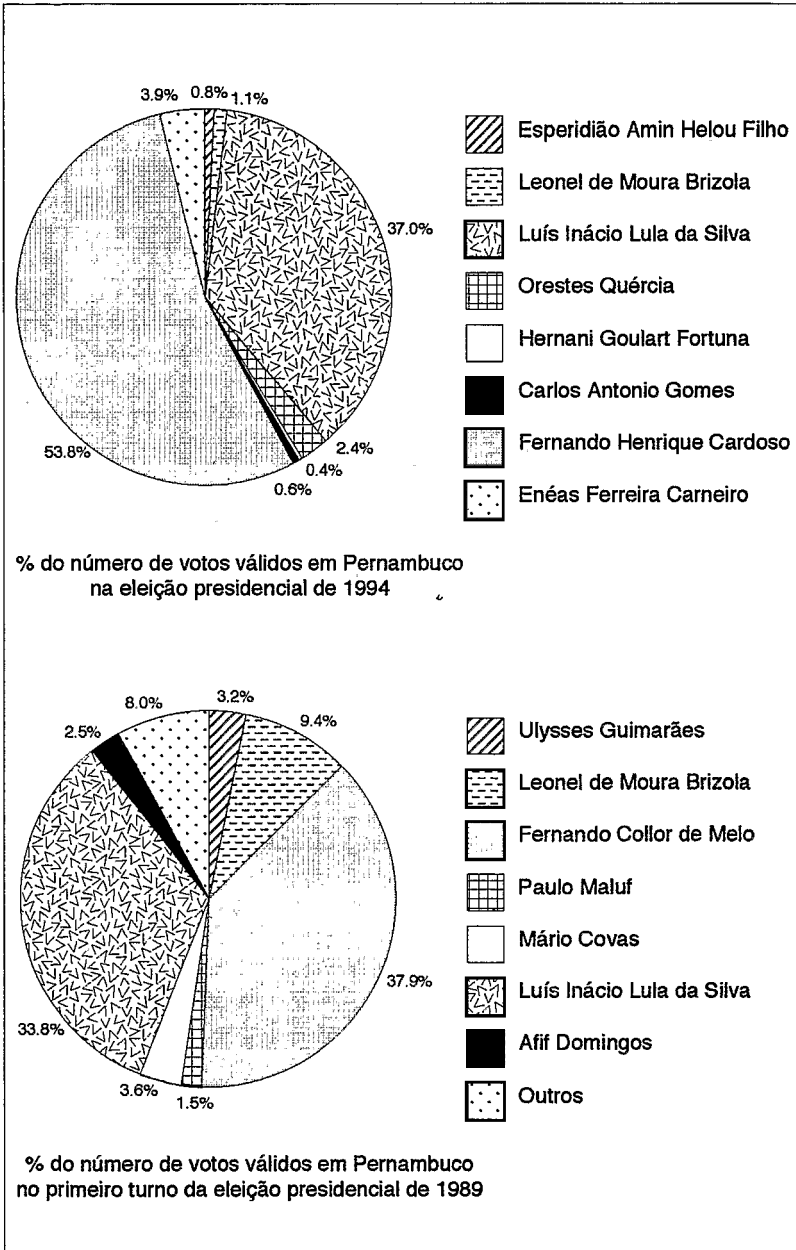 3.9%
0.8%
1.1%
37.0%
2.4%
0.4%
0.6%
53.8%
Esperidião Amin Helou Filho
Leonel de Moura Brizola
Luís Inácio Lula da Silva
Orestes Quércia
Hernani Goulart Fortuna
Carlos Antonio Gomes
Fernando Henrique Cardoso
Enéas Ferreira Carneiro
% do número de votos válidos em Pernambuco
na eleição presidencial de 1994
8.0%
3,2%
9.4%
2.5%
37.9%
33.8%
3.6%
1.5%
Ulysses Guimarães
Leonel de Moura Brizola
Fernando Collor de Melo
Paulo Maluf
Mário Covas
Luís Inácio Lula da Silva
Afif Domingos
Outros
% do número de votos válidos em Pernambuco
no primeiro turno da eleição presidencial de 1989